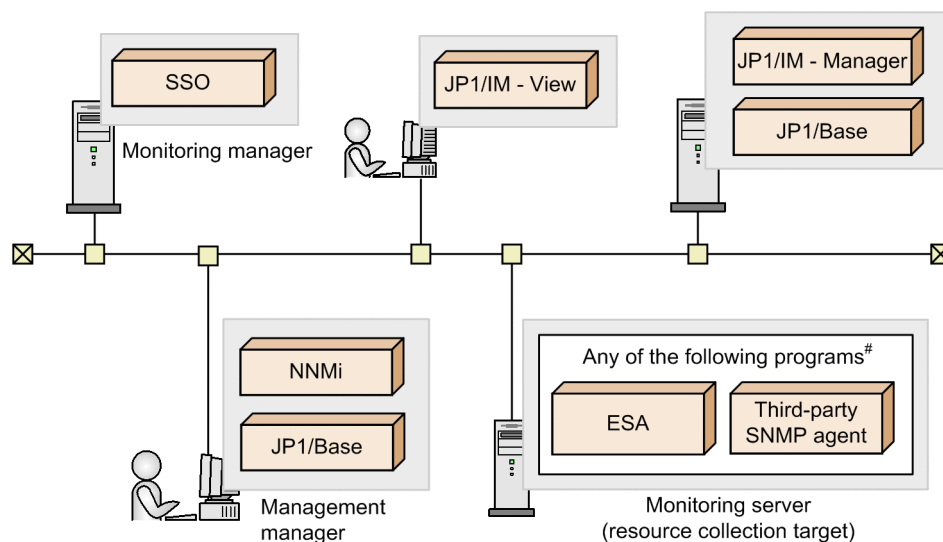 SSO
Monitoring manager
JP1/IM - View
JP1/IM - Manager
JP1/Base
NNMi
JP1/Base
Management
manager
Any of the following programs#
ESA
Third-party
SNMP agent
Monitoring server
(resource collection target)